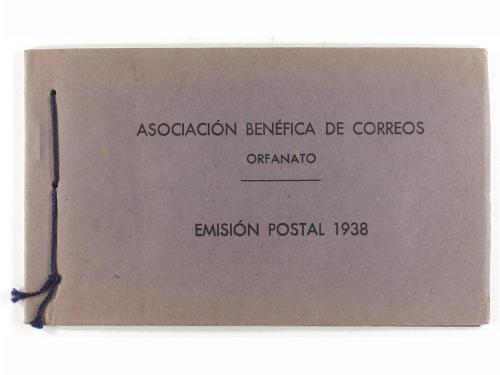 ASOCIACIÓN BENÉFICA DE CORREOS
ORFANATO
EMISIÓN POSTAL 1938